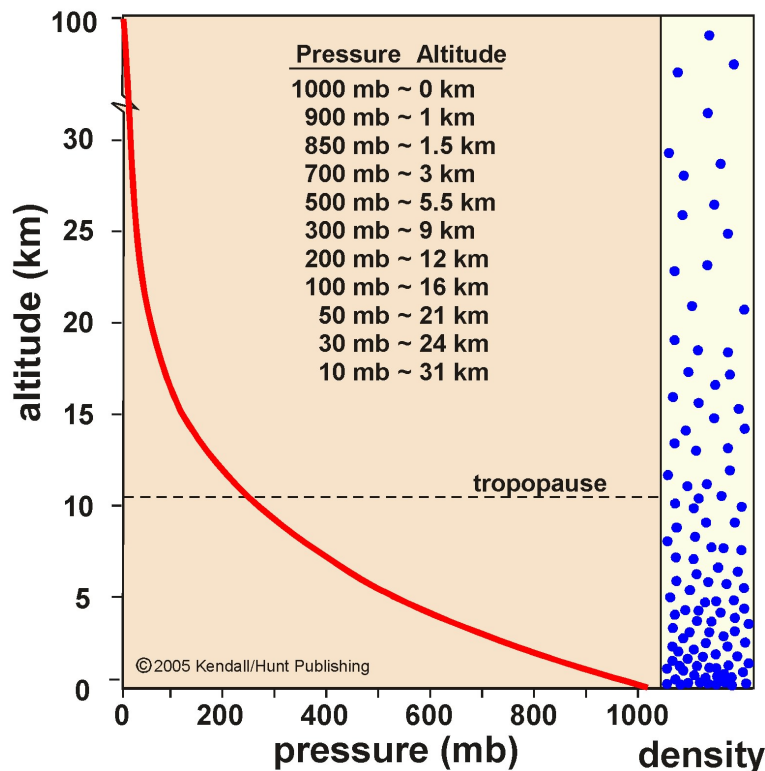 100
30
25
20
15
10
5
0
altitude (km)
Pressure Altitude
1000 mb ~ 0 km
900 mb ~ 1 km
850 mb ~ 1.5 km
700 mb ~ 3 km
500 mb ~ 5.5 km
300 mb ~ 9 km
200 mb ~ 12 km
100 mb ~ 16 km
50 mb ~ 21 km
30 mb ~ 24 km
10 mb ~ 31 km
tropopause
©2005 Kendall/Hunt Publishing
0 200 400 600 800 1000
pressure (mb) density